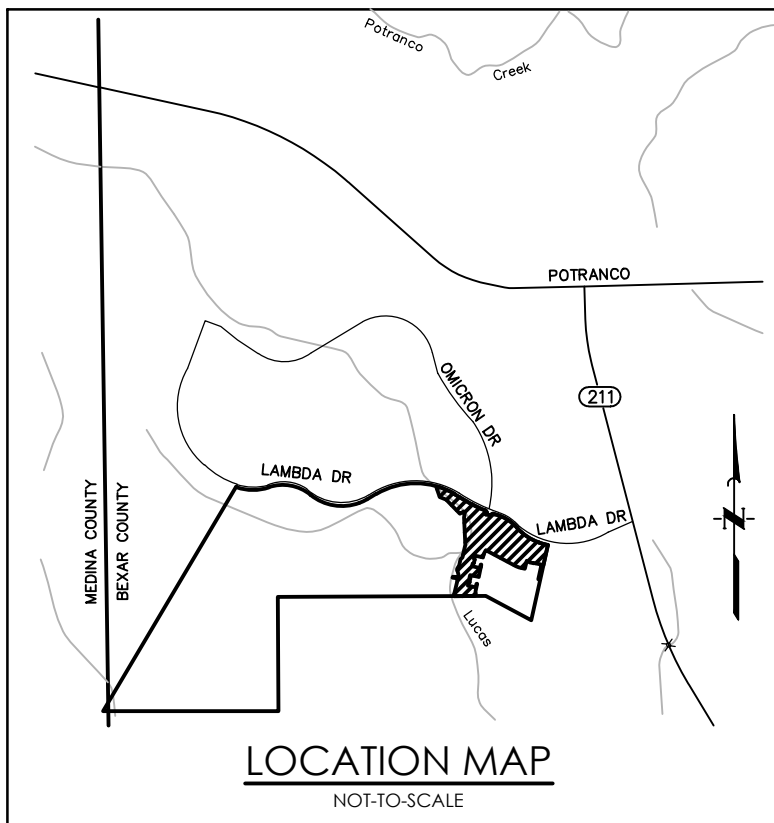 Potranco
Creek
POTRANCO
211
OMICRON DR
LAMBDA DR
LAMBDA DR
MEDINA COUNTY
BEXAR COUNTY
N
Lucas
LOCATION MAP
NOT-TO-SCALE